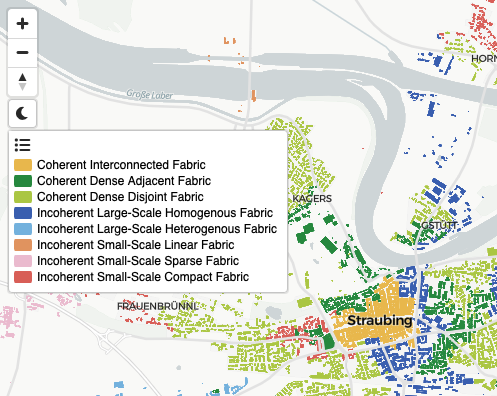 HORN
Große Laber
Coherent Interconnected Fabric
Coherent Dense Adjacent Fabric
Coherent Dense Disjoint Fabric
Incoherent Large-Scale Homogenous Fabric
Incoherent Large-Scale Heterogenous Fabric
Incoherent Small-Scale Linear Fabric
Incoherent Small-Scale Sparse Fabric
Incoherent Small-Scale Compact Fabric
KAGERS
GSTÜTT
FRAUENBRÜNNL
Straubing